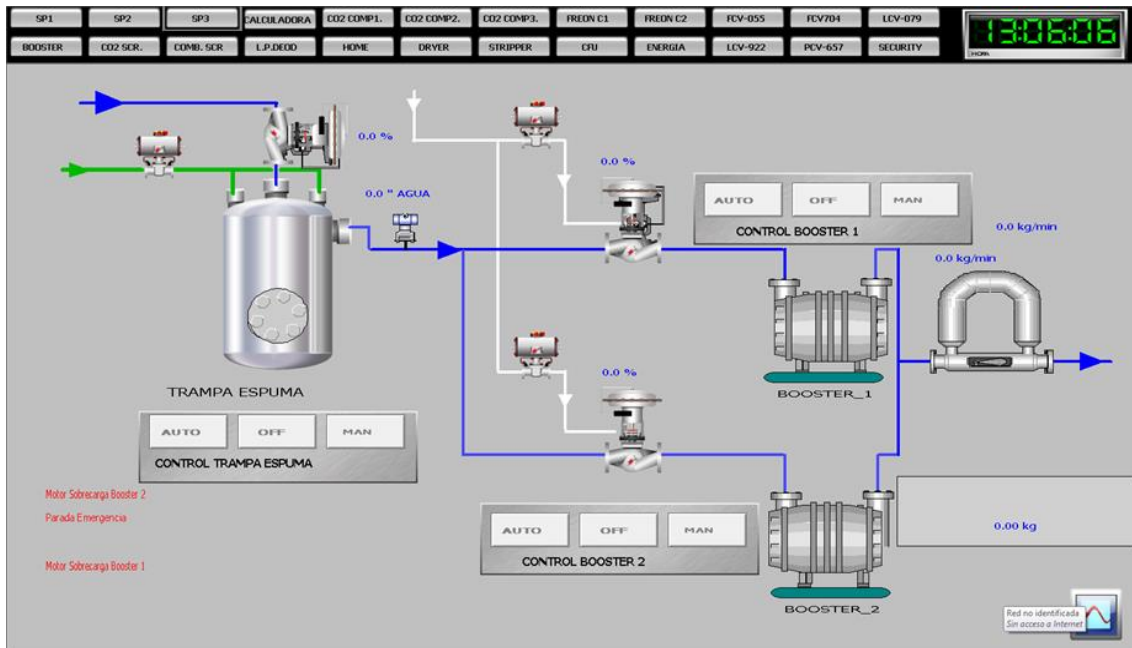 SP1 SP2 SP3 CALCULADORA CO2 COMP1. CO2 COMP2. CO2 COMP3. FREON C1 FREON C2 FCV-055 FCV704 LCV-079
BOOSTER CO2 SCR. COMB. SCR L.P.DEOD HOME DRYER STRIPPER CFU ENERGIA LCV-922 PCV-657 SECURITY
13:06:06
HORA
0.0 %
0.0 %
0.0 " AGUA
AUTO OFF MAN
CONTROL BOOSTER 1
0.0 kg/min
0.0 kg/min
0.0 %
TRAMPA ESPUMA
BOOSTER_1
AUTO OFF MAN
CONTROL TRAMPA ESPUMA
Motor Sobrecarga Booster 2
Parada Emergencia
Motor Sobrecarga Booster 1
AUTO OFF MAN
CONTROL BOOSTER 2
0.00 kg
BOOSTER_2
Red no identificada
Sin acceso a Internet